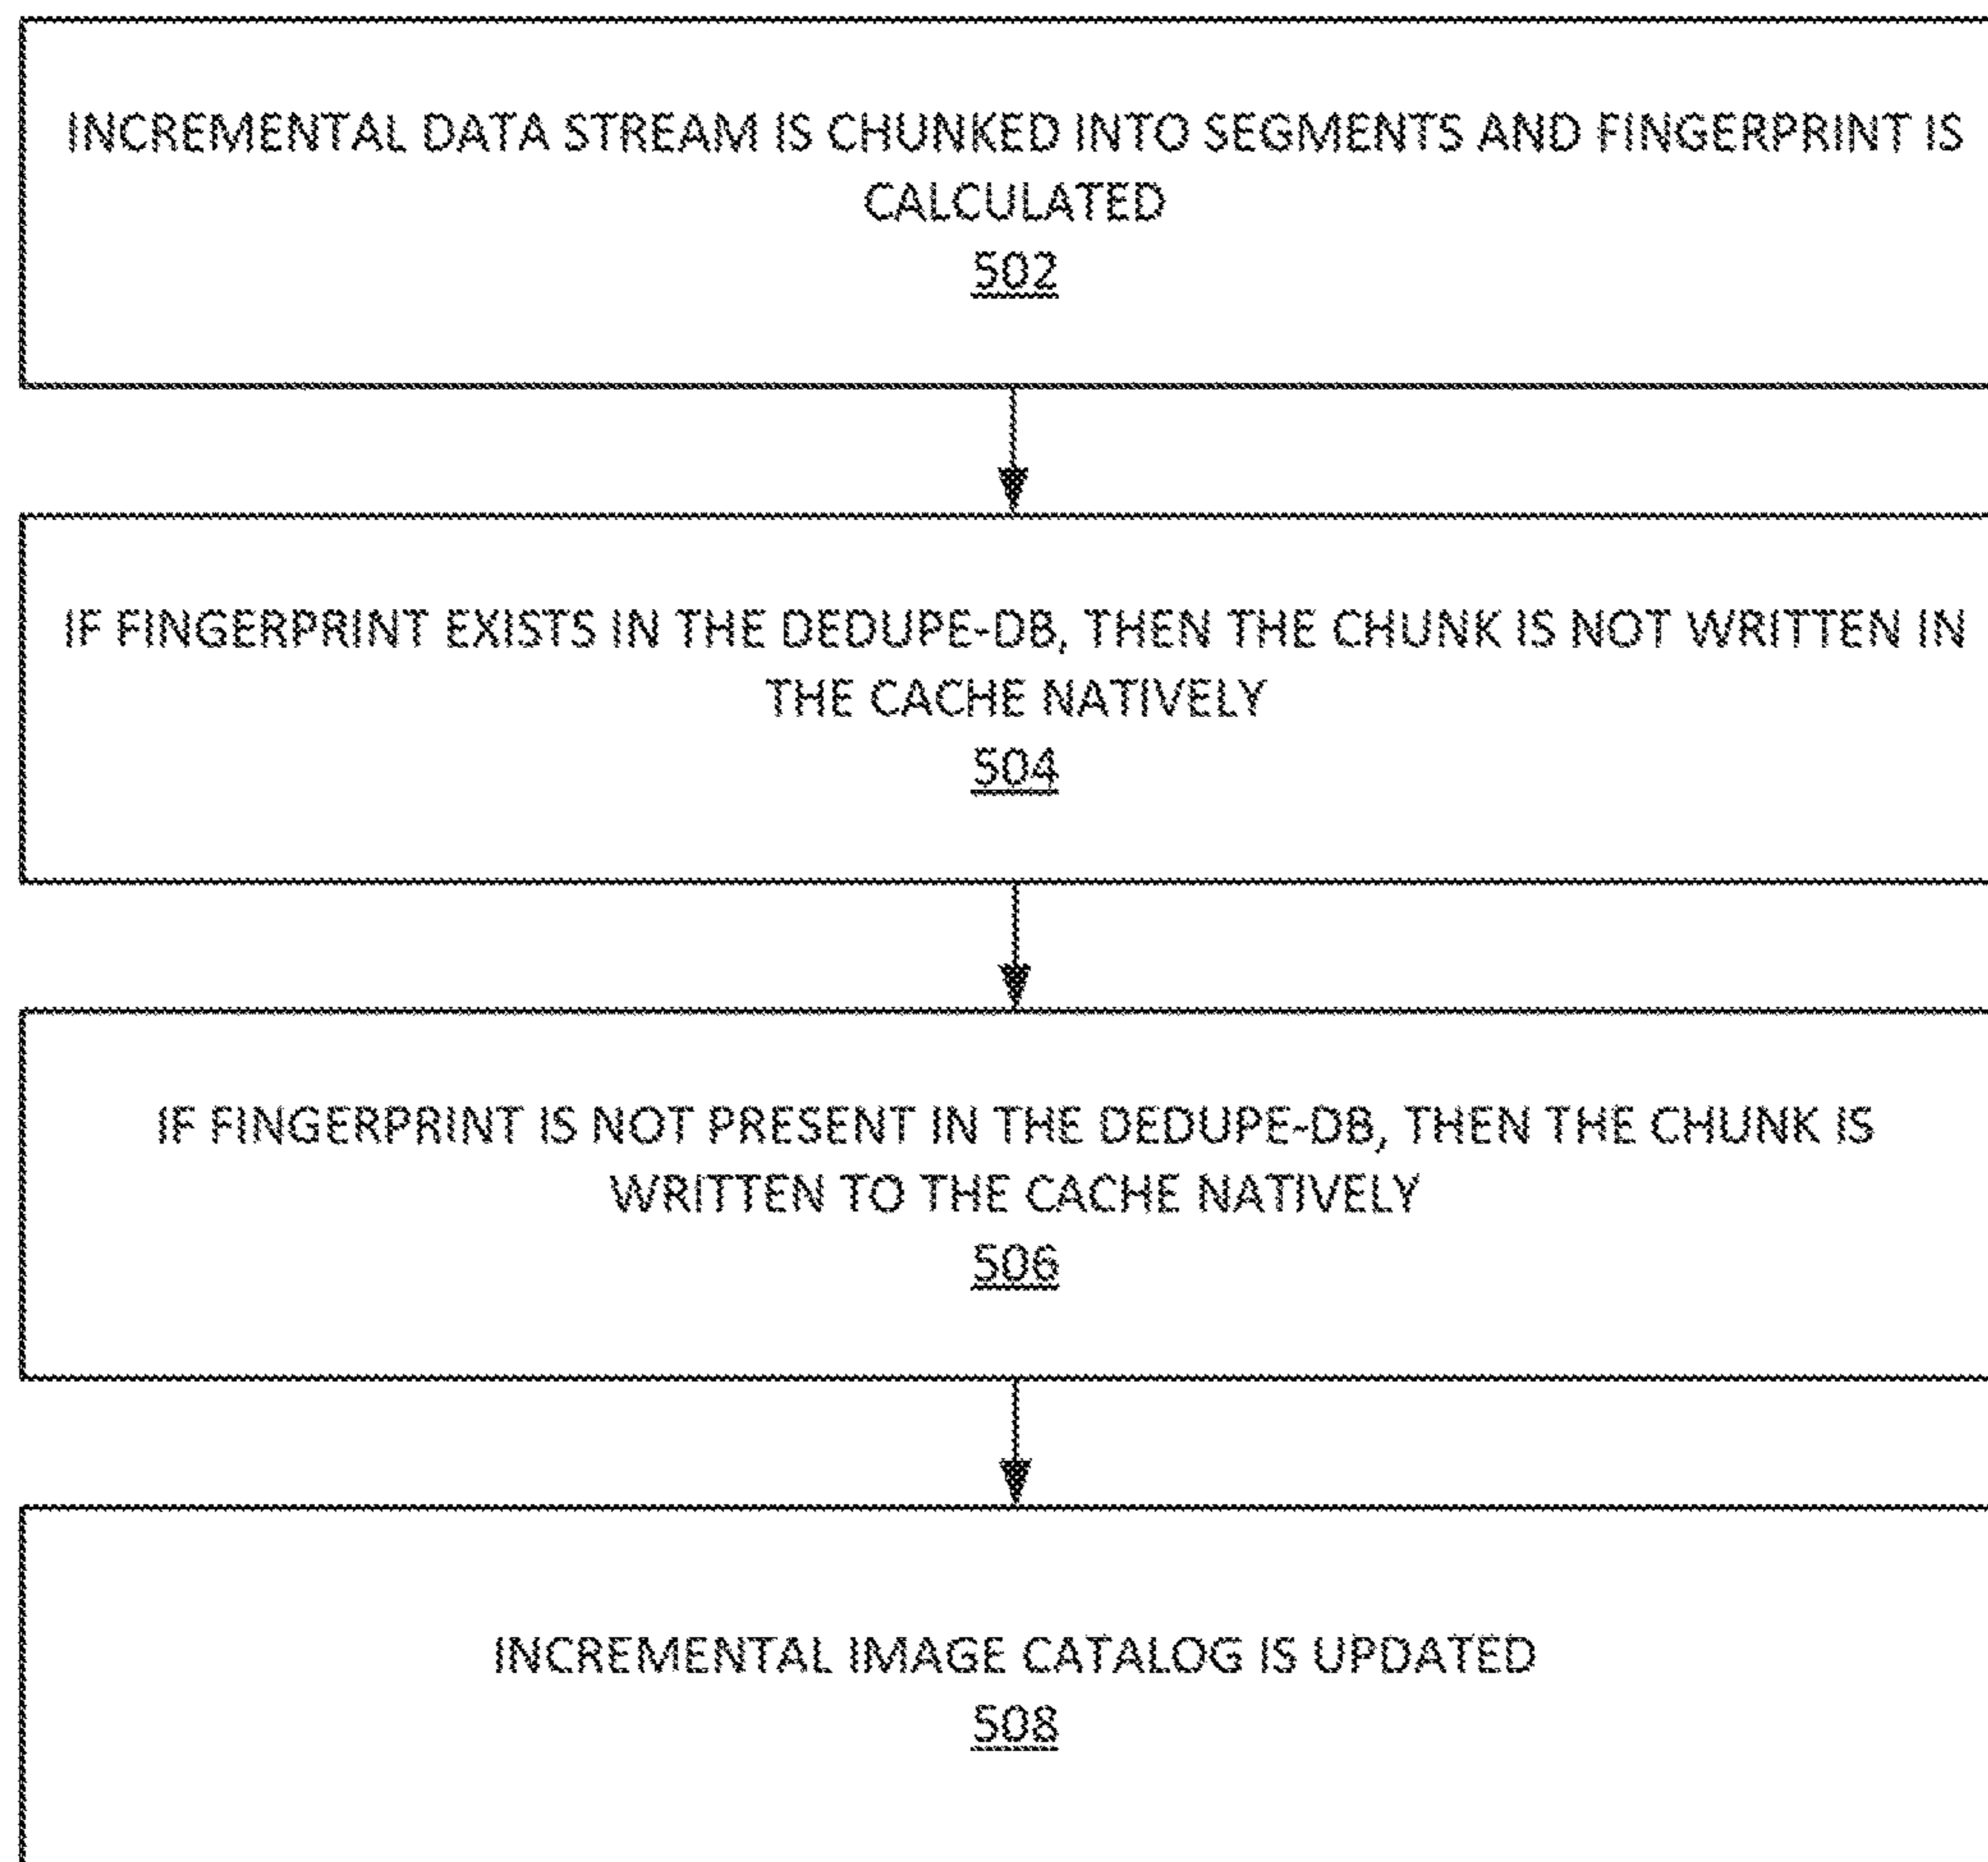 INCREMENTAL DATA STREAM IS CHUNKED INTO SEGMENTS AND FINGERPRINT IS
CALCULATED
502
IF FINGERPRINT EXISTS IN THE DEDUPE-DB, THEN THE CHUNK IS NOT WRITTEN IN
THE CACHE NATIVELY
504
IF FINGERPRINT IS NOT PRESENT IN THE DEDUPE-DB, THEN THE CHUNK IS
WRITTEN TO THE CACHE NATIVELY
506
INCREMENTAL IMAGE CATALOG IS UPDATED
508